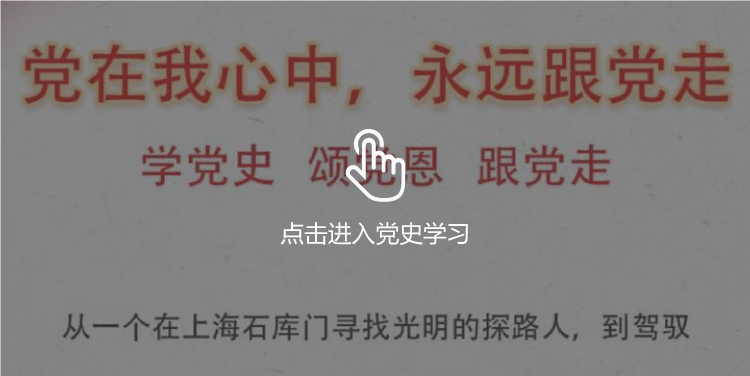 党在我心中，永远跟党走
学党史 颂党恩 跟党走
点击进入党史学习
从一个在上海石库门寻找光明的探路人，到驾驭